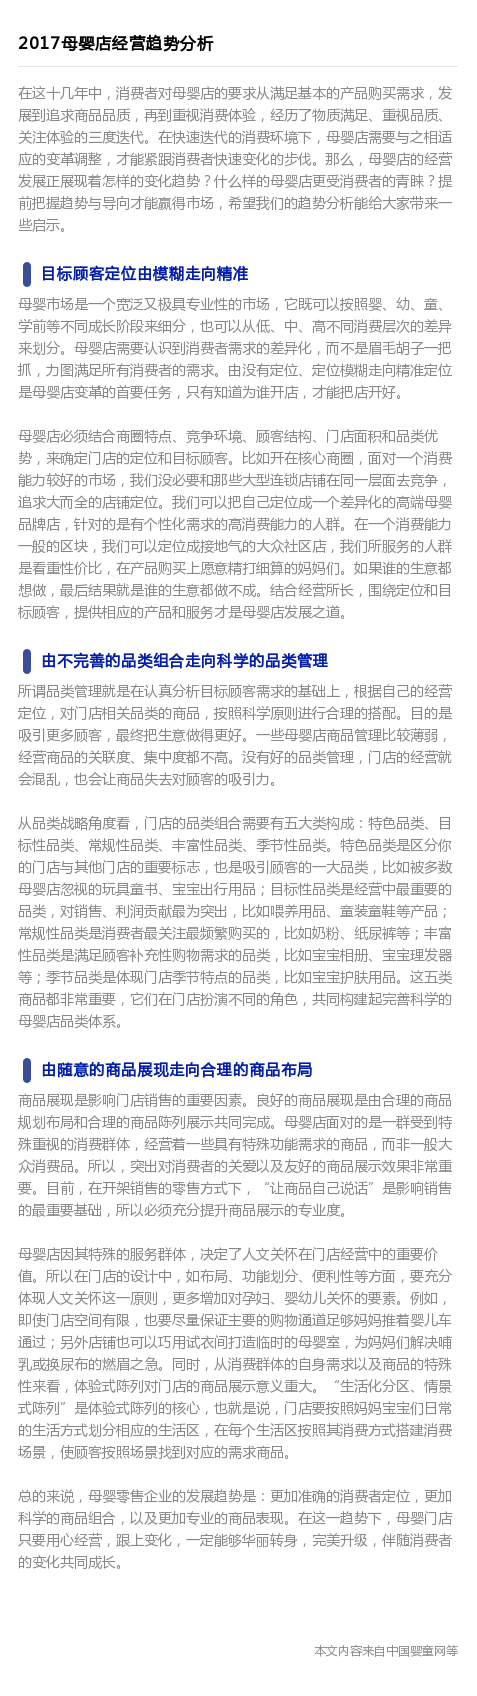 2017母婴店经营趋势分析
在这十几年中，消费者对母婴店的要求从满足基本的产品购买需求，发
展到追求商品品质，再到重视消费体验，经历了物质满足、重视品质、
关注体验的三度迭代。在快速迭代的消费环境下，母婴店需要与之相适
应的变革调整，才能紧跟消费者快速变化的步伐。那么，母婴店的经营
发展正展现着怎样的变化趋势？什么样的母婴店更受消费者的青睐？提
前把握趋势与导向才能赢得市场，希望我们的趋势分析能给大家带来一
些启示。
目标顾客定位由模糊走向精准
母婴市场是一个宽泛又极具专业性的市场，它既可以按照婴、幼、童、
学前等不同成长阶段来细分，也可以从低、中、高不同消费层次的差异
来划分。母婴店需要认识到消费者需求的差异化，而不是眉毛胡子一把
抓，力图满足所有消费者的需求。由没有定位、定位模糊走向精准定位
是母婴店变革的首要任务，只有知道为谁开店，才能把店开好。
母婴店必须结合商圈特点、竞争环境、顾客结构、门店面积和品类优
势，来确定门店的定位和目标顾客。比如开在核心商圈，面对一个消费
能力较好的市场，我们没必要和那些大型连锁店铺在同一层面去竞争，
追求大而全的店铺定位。我们可以把自己定位成一个差异化的高端母婴
品牌店，针对的是有个性化需求的高消费能力的人群。在一个消费能力
一般的区块，我们可以定位成接地气的大众社区店，我们所服务的人群
是看重性价比，在产品购买上愿意精打细算的妈妈们。如果谁的生意都
想做，最后结果就是谁的生意都做不成。结合经营所长，围绕定位和目
标顾客，提供相应的产品和服务才是母婴店发展之道。
由不完善的品类组合走向科学的品类管理
所谓品类管理就是在认真分析目标顾客需求的基础上，根据自己的经营
定位，对门店相关品类的商品，按照科学原则进行合理的搭配。目的是
吸引更多顾客，最终把生意做得更好。一些母婴店商品管理比较薄弱，
经营商品的关联度、集中度都不高。没有好的品类管理，门店的经营就
会混乱，也会让商品失去对顾客的吸引力。
从品类战略角度看，门店的品类组合需要有五大类构成：特色品类、目
标性品类、常规性品类、丰富性品类、季节性品类。特色品类是区分你
的门店与其他门店的重要标志，也是吸引顾客的一大品类，比如被多数
母婴店忽视的玩具童书、宝宝出行用品；目标性品类是经营中最重要的
品类，对销售、利润贡献最为突出，比如喂养用品、童装童鞋等产品；
常规性品类是消费者最关注最频繁购买的，比如奶粉、纸尿裤等；丰富
性品类是满足顾客补充性购物需求的品类，比如宝宝相册、宝宝理发器
等；季节品类是体现门店季节特点的品类，比如宝宝护肤用品。这五类
商品都非常重要，它们在门店扮演不同的角色，共同构建起完善科学的
母婴店品类体系。
由随意的商品展现走向合理的商品布局
商品展现是影响门店销售的重要因素。良好的商品展现是由合理的商品
规划布局和合理的商品陈列展示共同完成。母婴店面对的是一群受到特
殊重视的消费群体，经营着一些具有特殊功能需求的商品，而非一般大
众消费品。所以，突出对消费者的关爱以及友好的商品展示效果非常重
要。目前，在开架销售的零售方式下，“让商品自己说话”是影响销售
的最重要基础，所以必须充分提升商品展示的专业度。
母婴店因其特殊的服务群体，决定了人文关怀在门店经营中的重要价
值。所以在门店的设计中，如布局、功能划分、便利性等方面，要充分
体现人文关怀这一原则，更多增加对孕妇、婴幼儿关怀的要素。例如，
即使门店空间有限，也要尽量保证主要的购物通道足够妈妈推着婴儿车
通过；另外店铺也可以巧用试衣间打造临时的母婴室，为妈妈们解决哺
乳或换尿布的燃眉之急。同时，从消费群体的自身需求以及商品的特殊
性来看，体验式陈列对门店的商品展示意义重大。“生活化分区、情景
式陈列”是体验式陈列的核心，也就是说，门店要按照妈妈宝宝们日常
的生活方式划分相应的生活区，在每个生活区按照其消费方式搭建消费
场景，使顾客按照场景找到对应的需求商品。
总的来说，母婴零售企业的发展趋势是：更加准确的消费者定位，更加
科学的商品组合，以及更加专业的商品表现。在这一趋势下，母婴门店
只要用心经营，跟上变化，一定能够华丽转身，完美升级，伴随消费者
的变化共同成长。
本文内容来自中国婴童网等